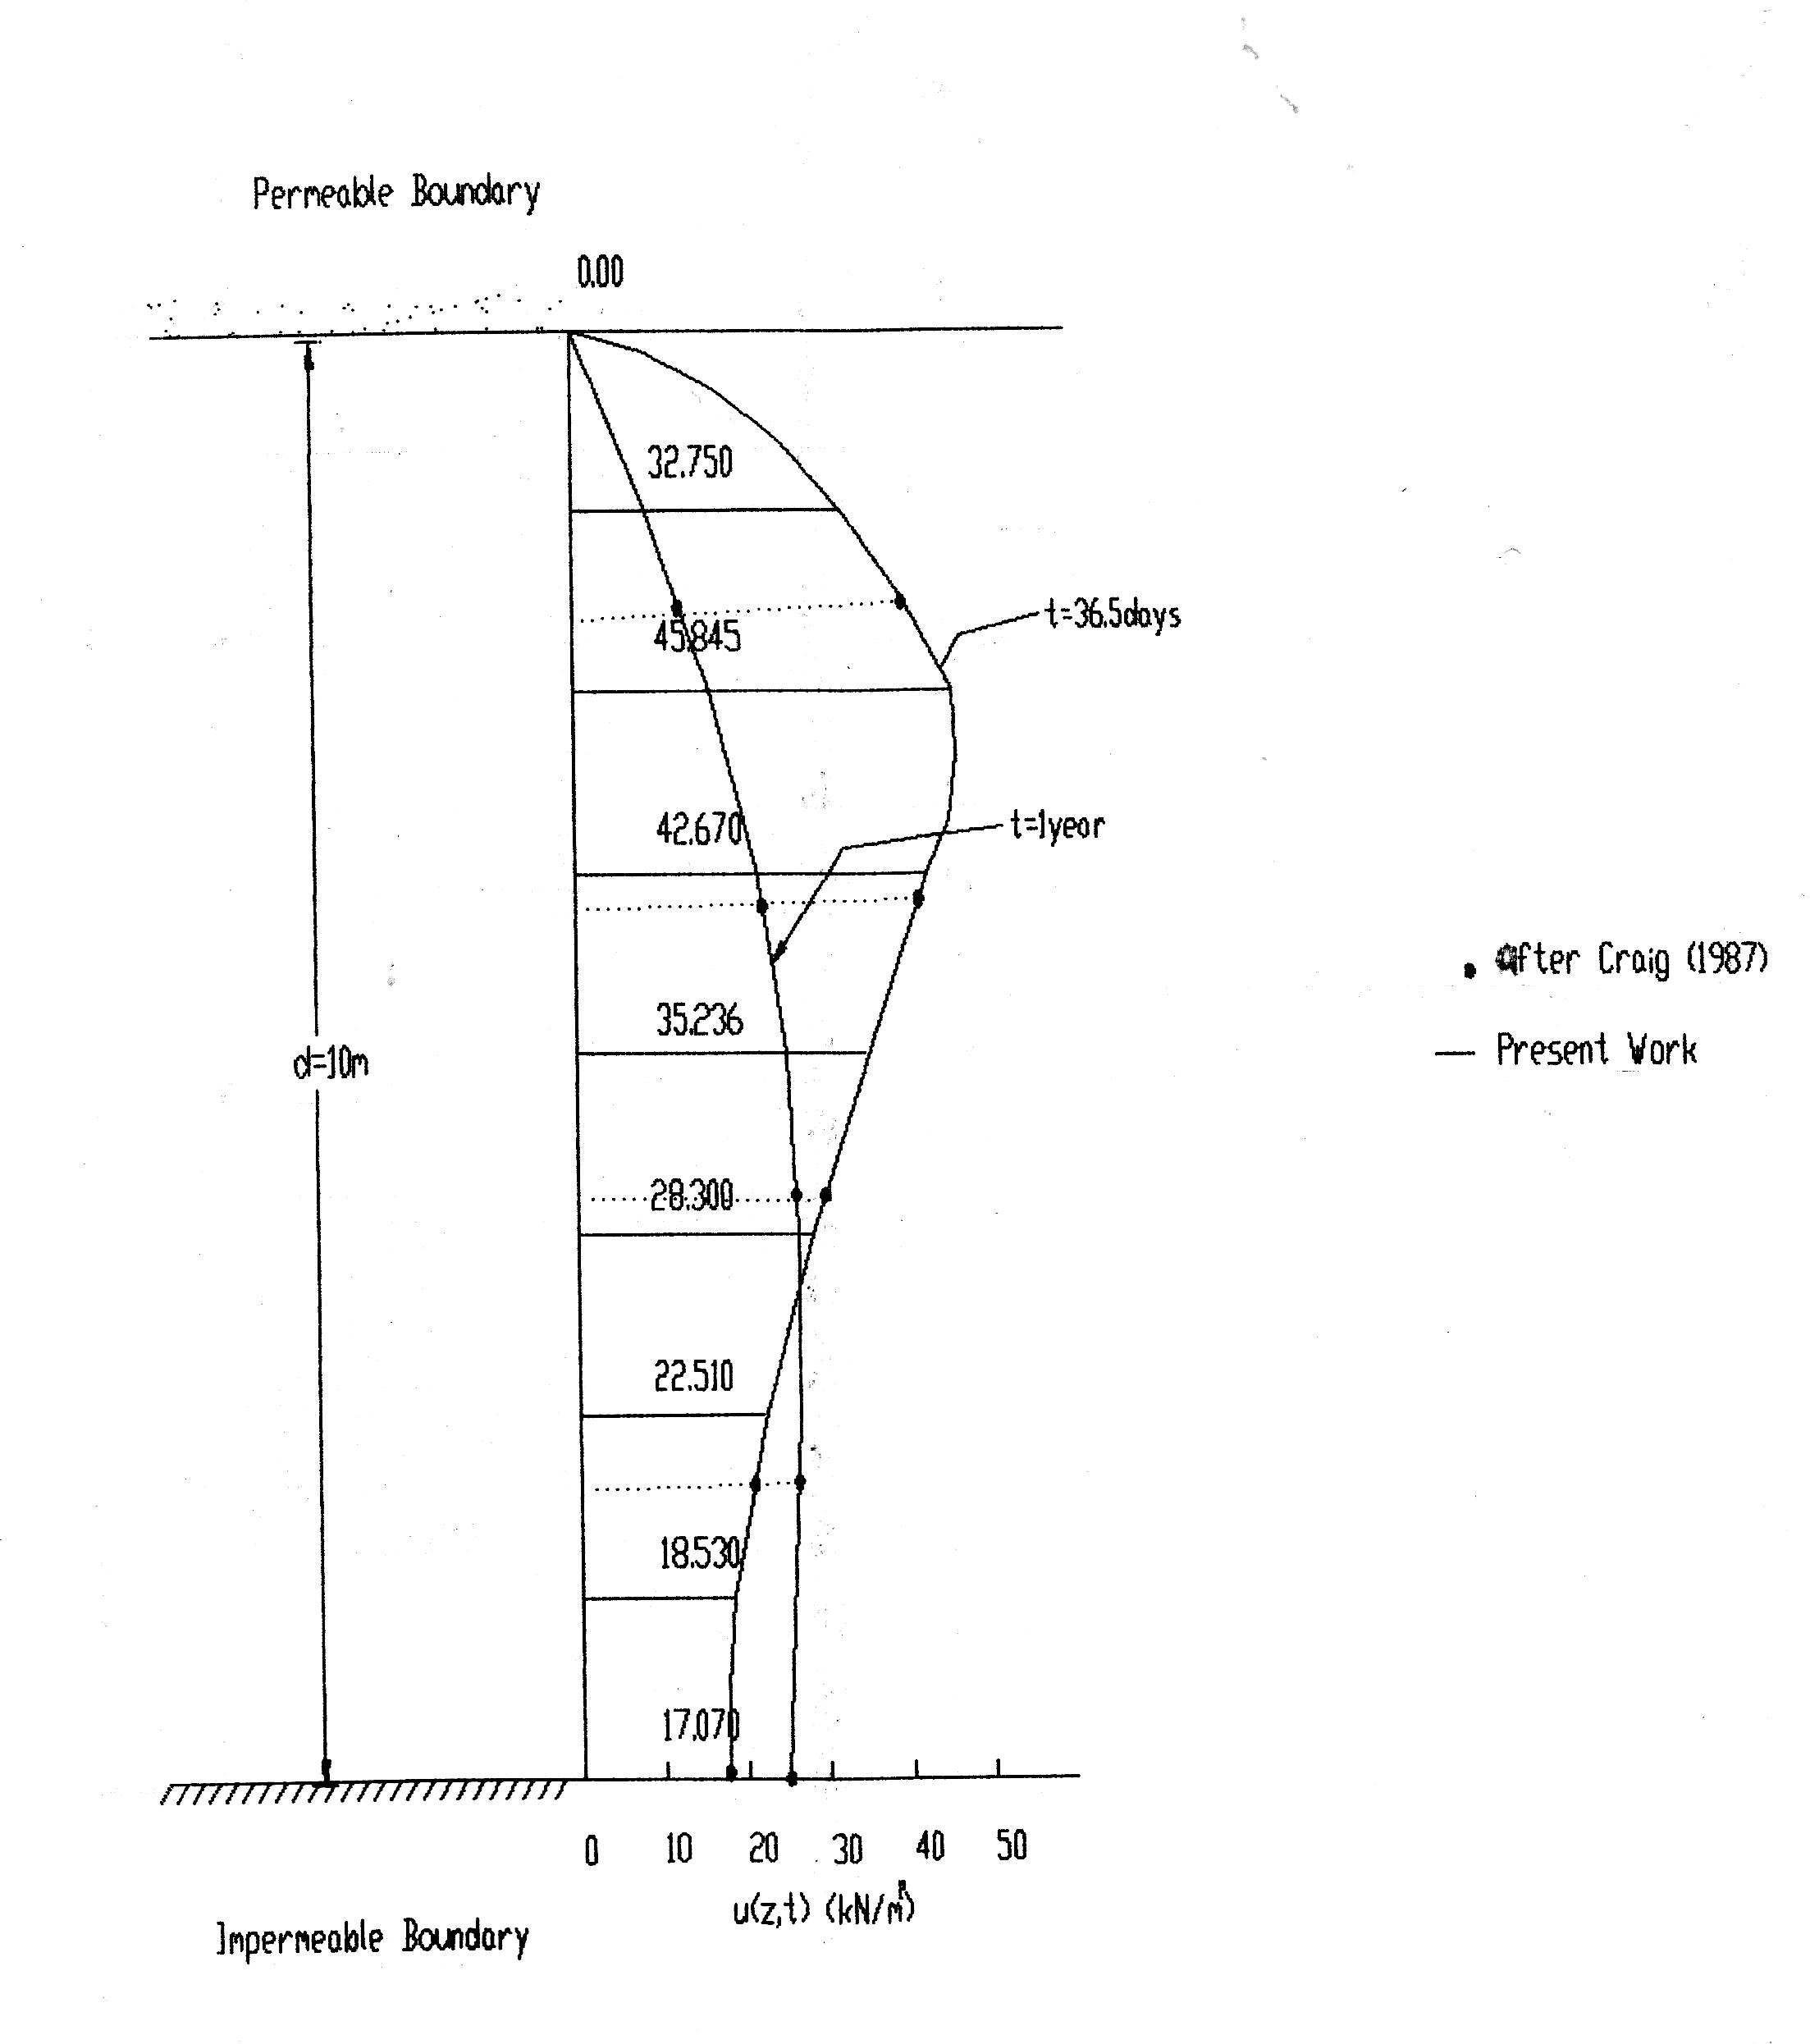 Permeable Boundary
0.00
32.750
t=36.5days
45.845
42.670
t=1year
• after Craig (1987)
35.236
— Present Work
d=10m
28.300
22.510
18.530
17.070
0 10 20 30 40 50
u(z,t) (kN/m²)
Impermeable Boundary